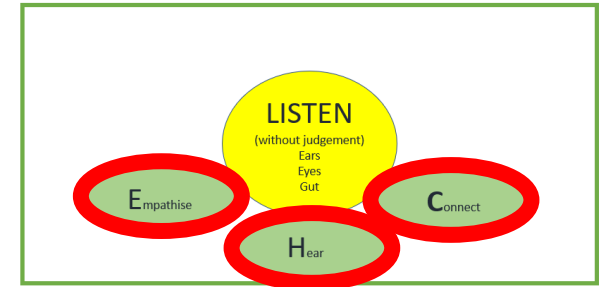 LISTEN
(without judgement)
Ears
Eyes
Gut
Empathise
Hear
Connect